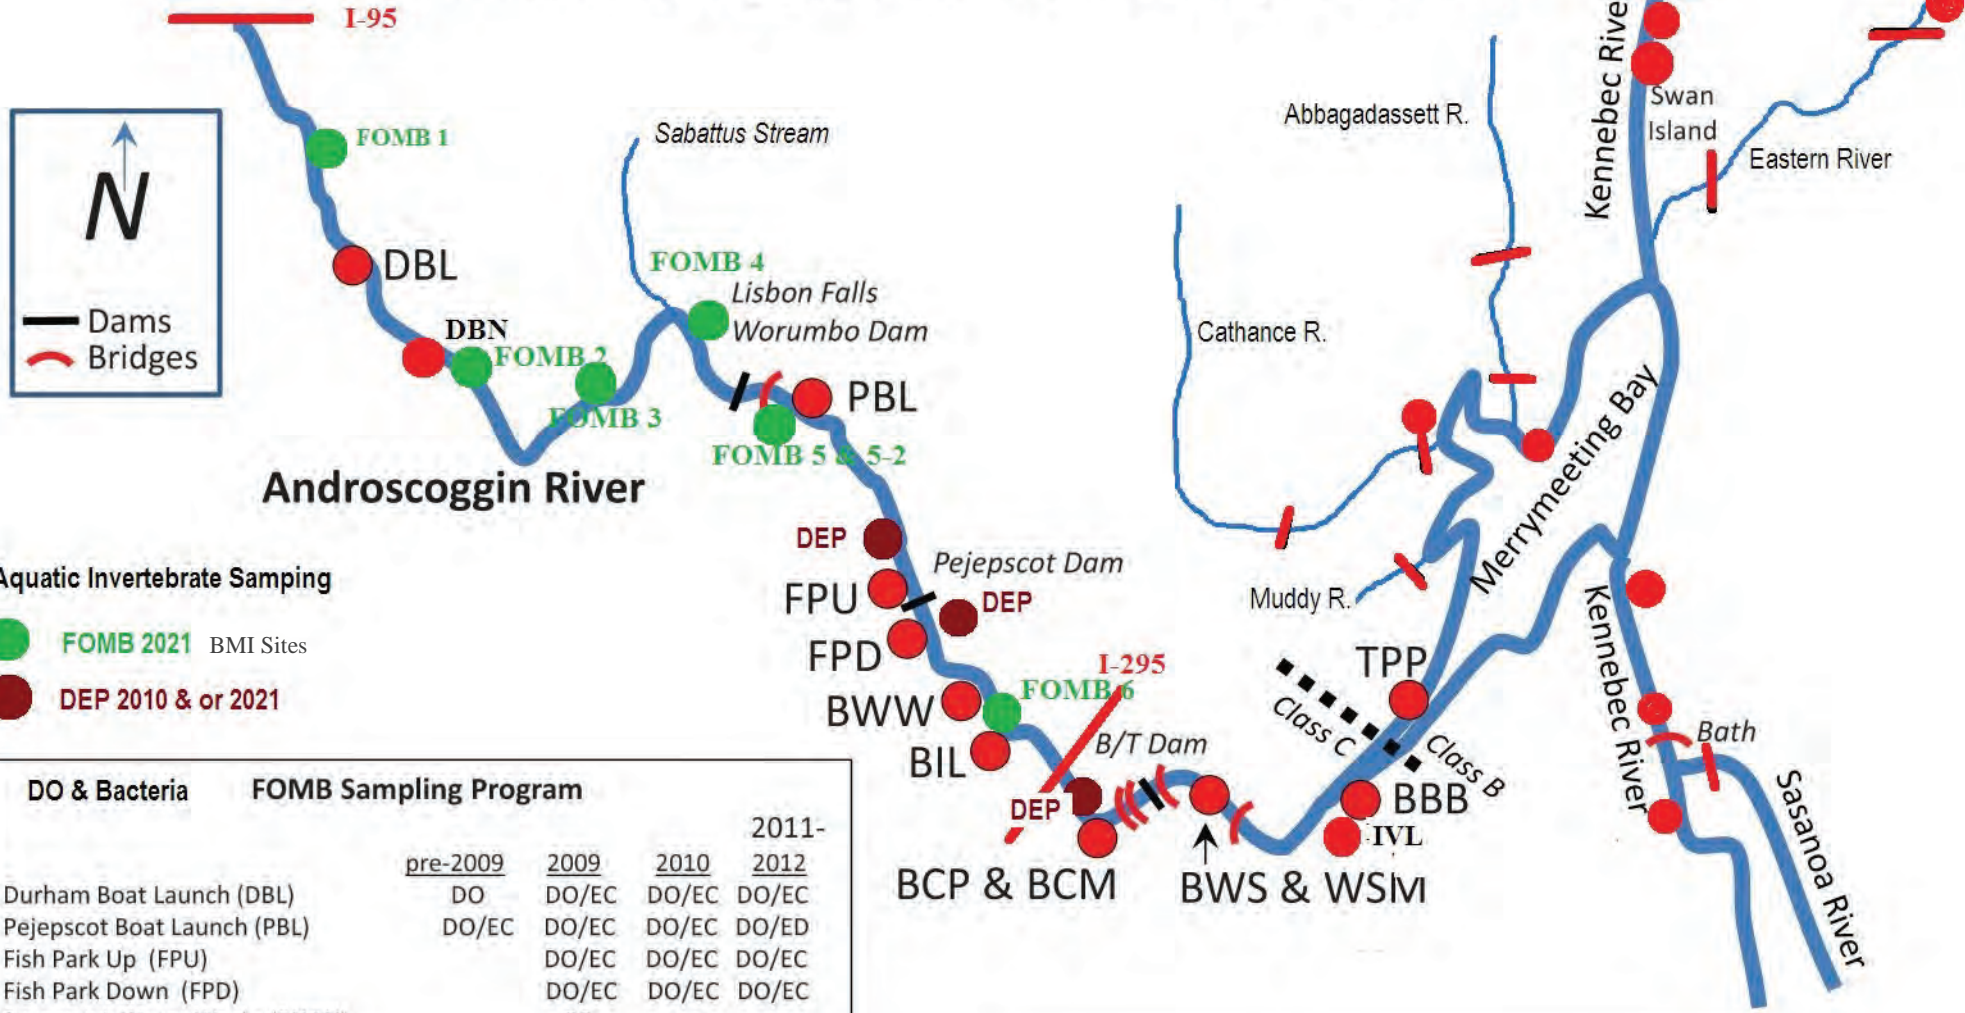 I-95
Kennebec Rive
Swan
Island
Abbagadassett R.
Eastern River
N
FOMB 1
Sabattus Stream
DBL
FOMB 4
Lisbon Falls
Worumbo Dam
Dams
Bridges
DBN
FOMB 2
Cathance R.
FOMB 3
PBL
FOMB 5 & 5-2
Androscoggin River
Merrymeeting Bay
DEP
Pejepscot Dam
Aquatic Invertebrate Samping
FPU
DEP
Muddy R.
Kennebec River
FOMB 2021 BMI Sites
FPD
I-295
TPP
DEP 2010 & or 2021
BWW
FOMB 6
Class C
Class B
Bath
BIL
B/T Dam
DEP
BBB
IVL
Sasanoa River
BCP & BCM
BWS & WSM
DO & Bacteria FOMB Sampling Program
2011-
pre-2009 2009 2010 2012
Durham Boat Launch (DBL) DO DO/EC DO/EC DO/EC
Pejepscot Boat Launch (PBL) DO/EC DO/EC DO/EC DO/ED
Fish Park Up (FPU) DO/EC DO/EC DO/EC
Fish Park Down (FPD) DO/EC DO/EC DO/EC